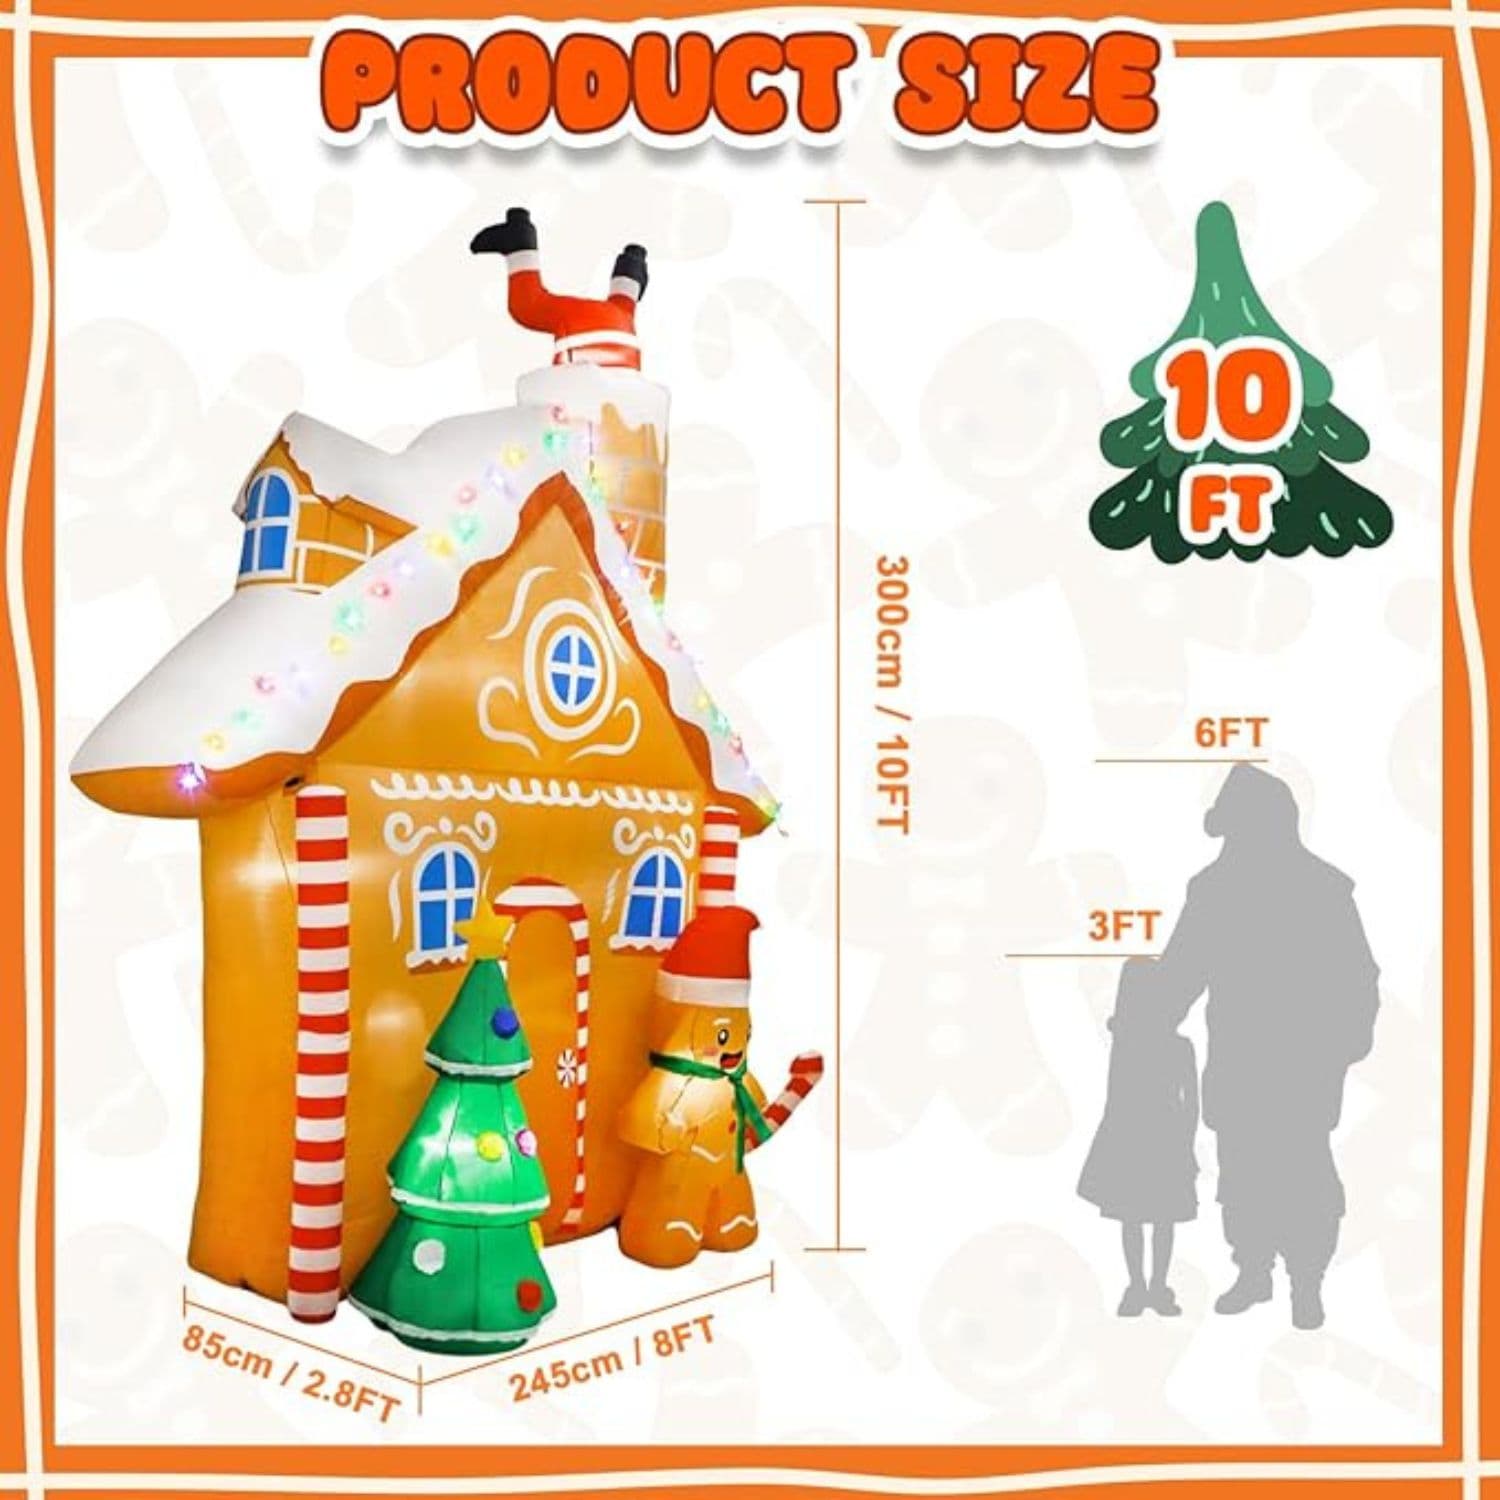 PRODUCT SIZE
10
FT
300cm / 10FT
6FT
3FT
85cm / 2.8FT
245cm / 8FT